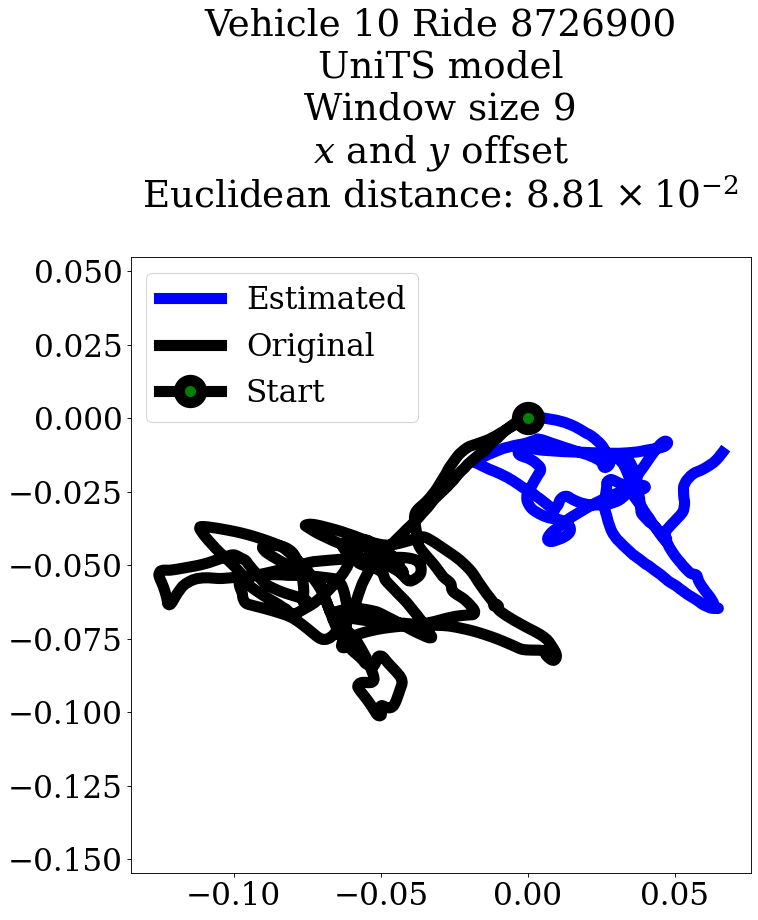 Vehicle 10 Ride 8726900
UniTS model
Window size 9
x and y offset
Euclidean distance: 8.81 × 10⁻²
Estimated
Original
Start
0.050
0.025
0.000
−0.025
−0.050
−0.075
−0.100
−0.125
−0.150
−0.10 −0.05 0.00 0.05